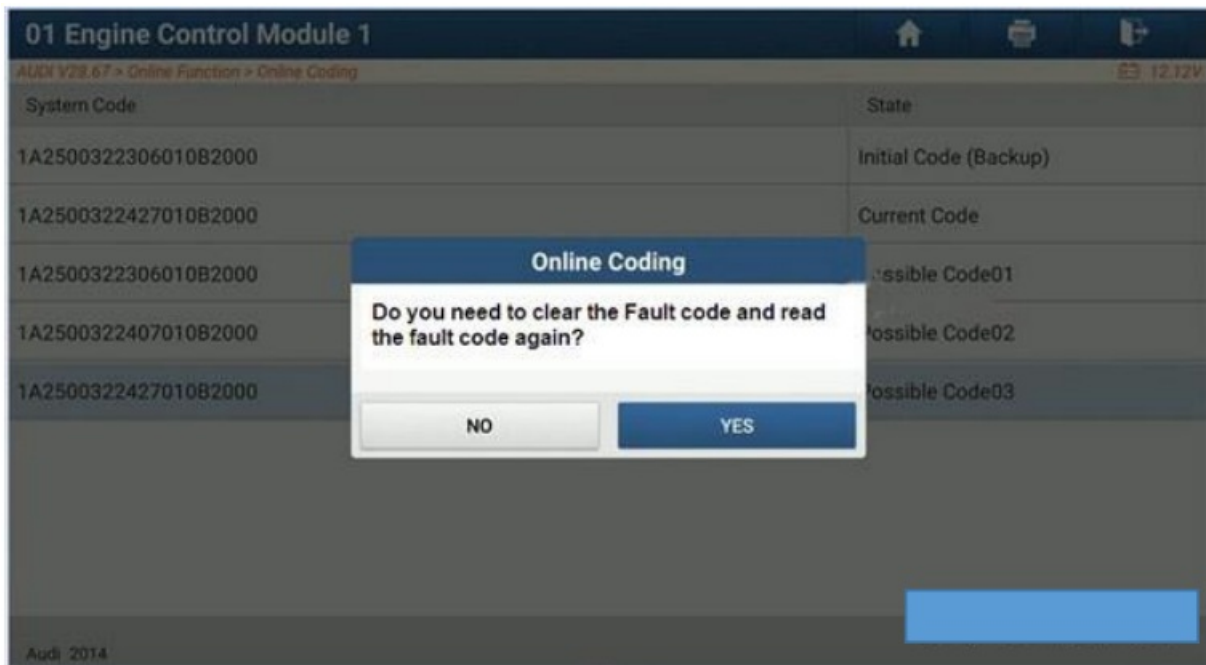 01 Engine Control Module 1
AUDI V28.67 > Online Function > Online Coding
12.12V
System Code
State
1A2500322306010B2000
Initial Code (Backup)
1A2500322427010B2000
Current Code
1A2500322306010B2000
ssible Code01
1A2500322407010B2000
Possible Code02
1A2500322427010B2000
Possible Code03
Online Coding
Do you need to clear the Fault code and read
the fault code again?
NO
YES
Audi 2014